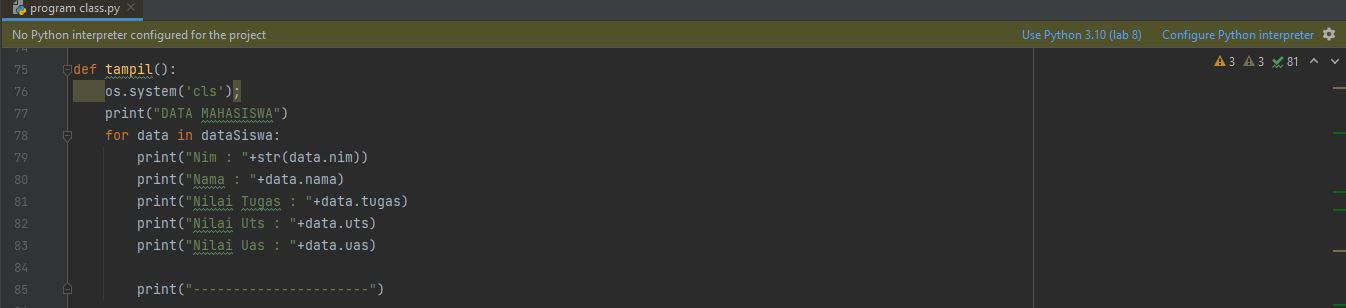 program class.py
No Python interpreter configured for the project Use Python 3.10 (lab 8) Configure Python interpreter
3 3 81
75 def tampil():
76 os.system('cls');
77 print("DATA MAHASISWA")
78 for data in dataSiswa:
79 print("Nim : "+str(data.nim))
80 print("Nama : "+data.nama)
81 print("Nilai Tugas : "+data.tugas)
82 print("Nilai Uts : "+data.uts)
83 print("Nilai Uas : "+data.uas)
84
85 print("----------------------")